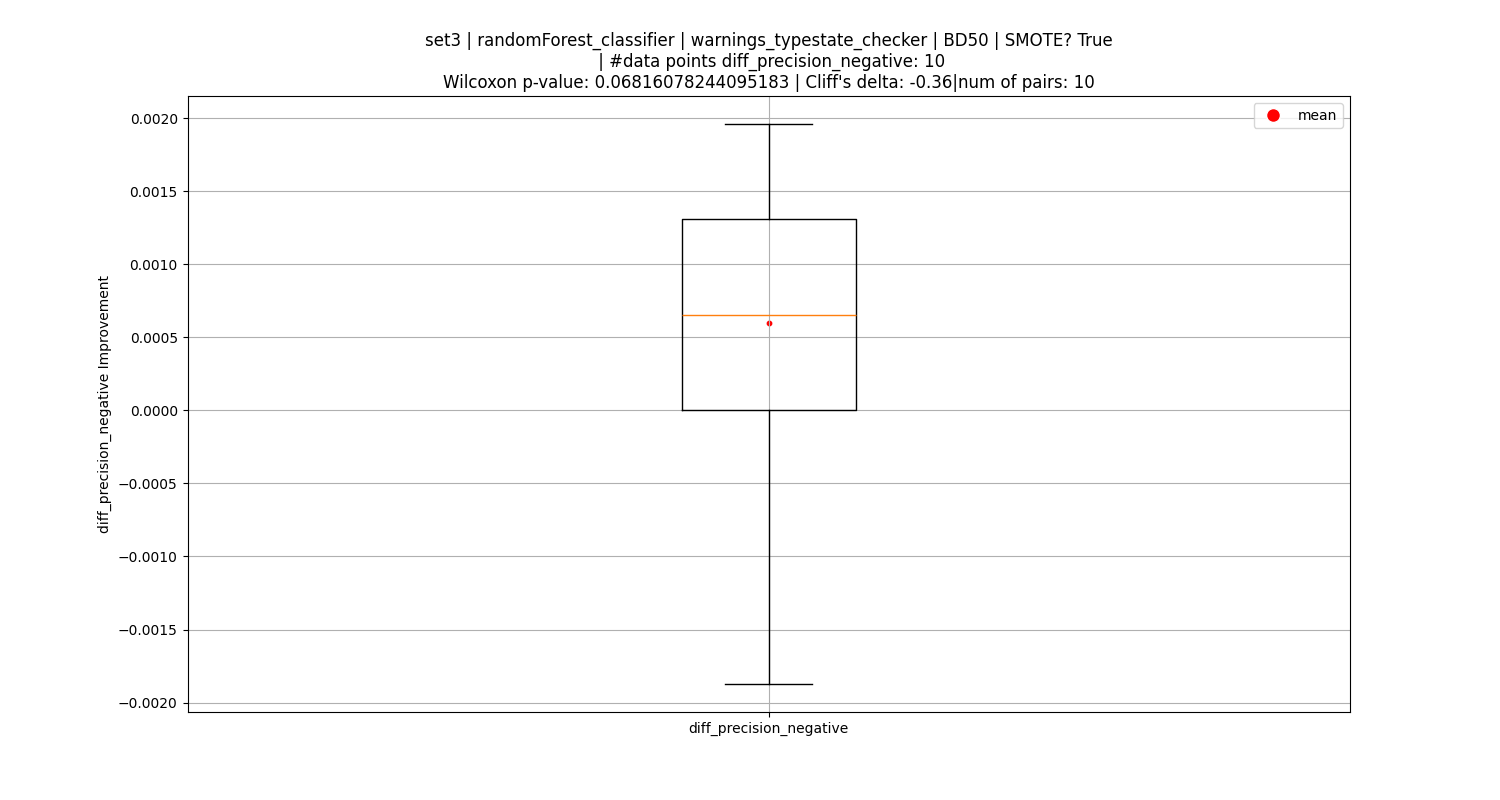 set3 | randomForest_classifier | warnings_typestate_checker | BD50 | SMOTE? True
| #data points diff_precision_negative: 10
Wilcoxon p-value: 0.06816078244095183 | Cliff's delta: -0.36|num of pairs: 10
mean
0.0020
0.0015
0.0010
0.0005
0.0000
−0.0005
−0.0010
−0.0015
−0.0020
diff_precision_negative Improvement
diff_precision_negative